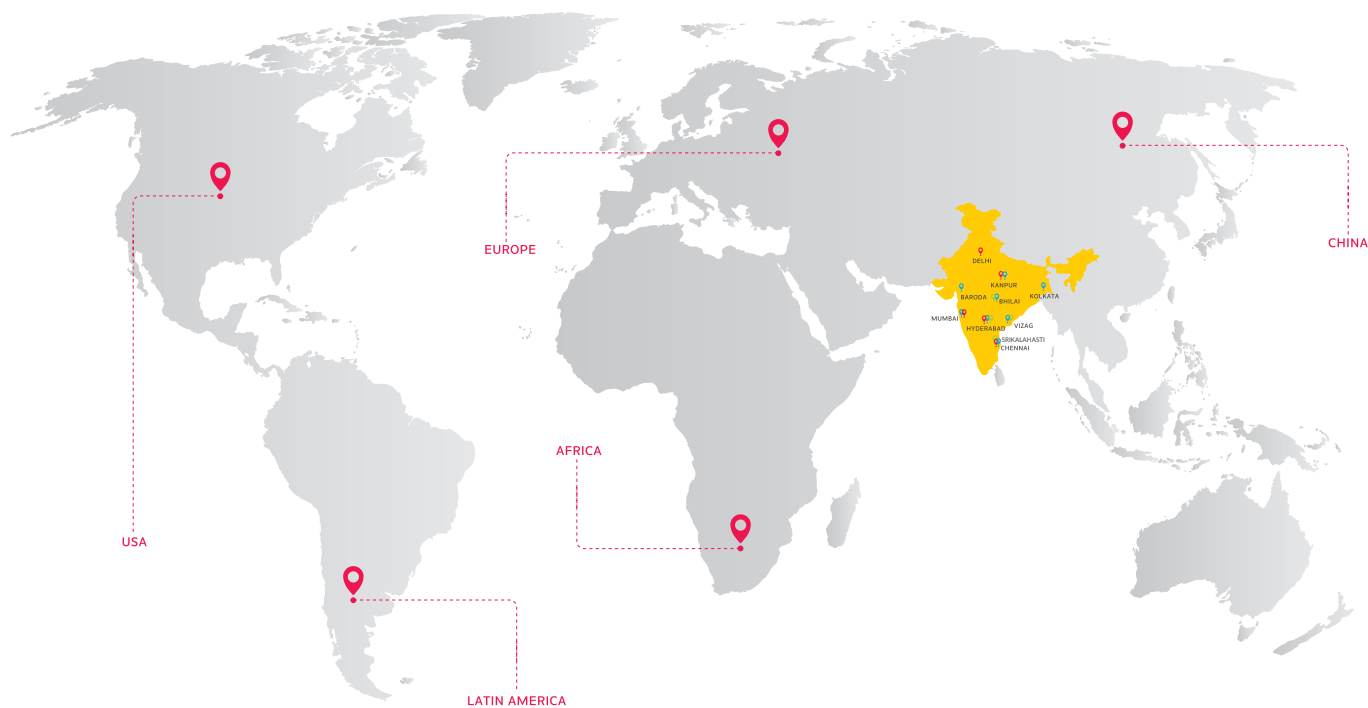 EUROPE
CHINA
DELHI
KANPUR
BARODA
KOLKATA
BHILAI
MUMBAI
HYDERABAD
VIZAG
SRIKALAHASTI
CHENNAI
AFRICA
USA
LATIN AMERICA